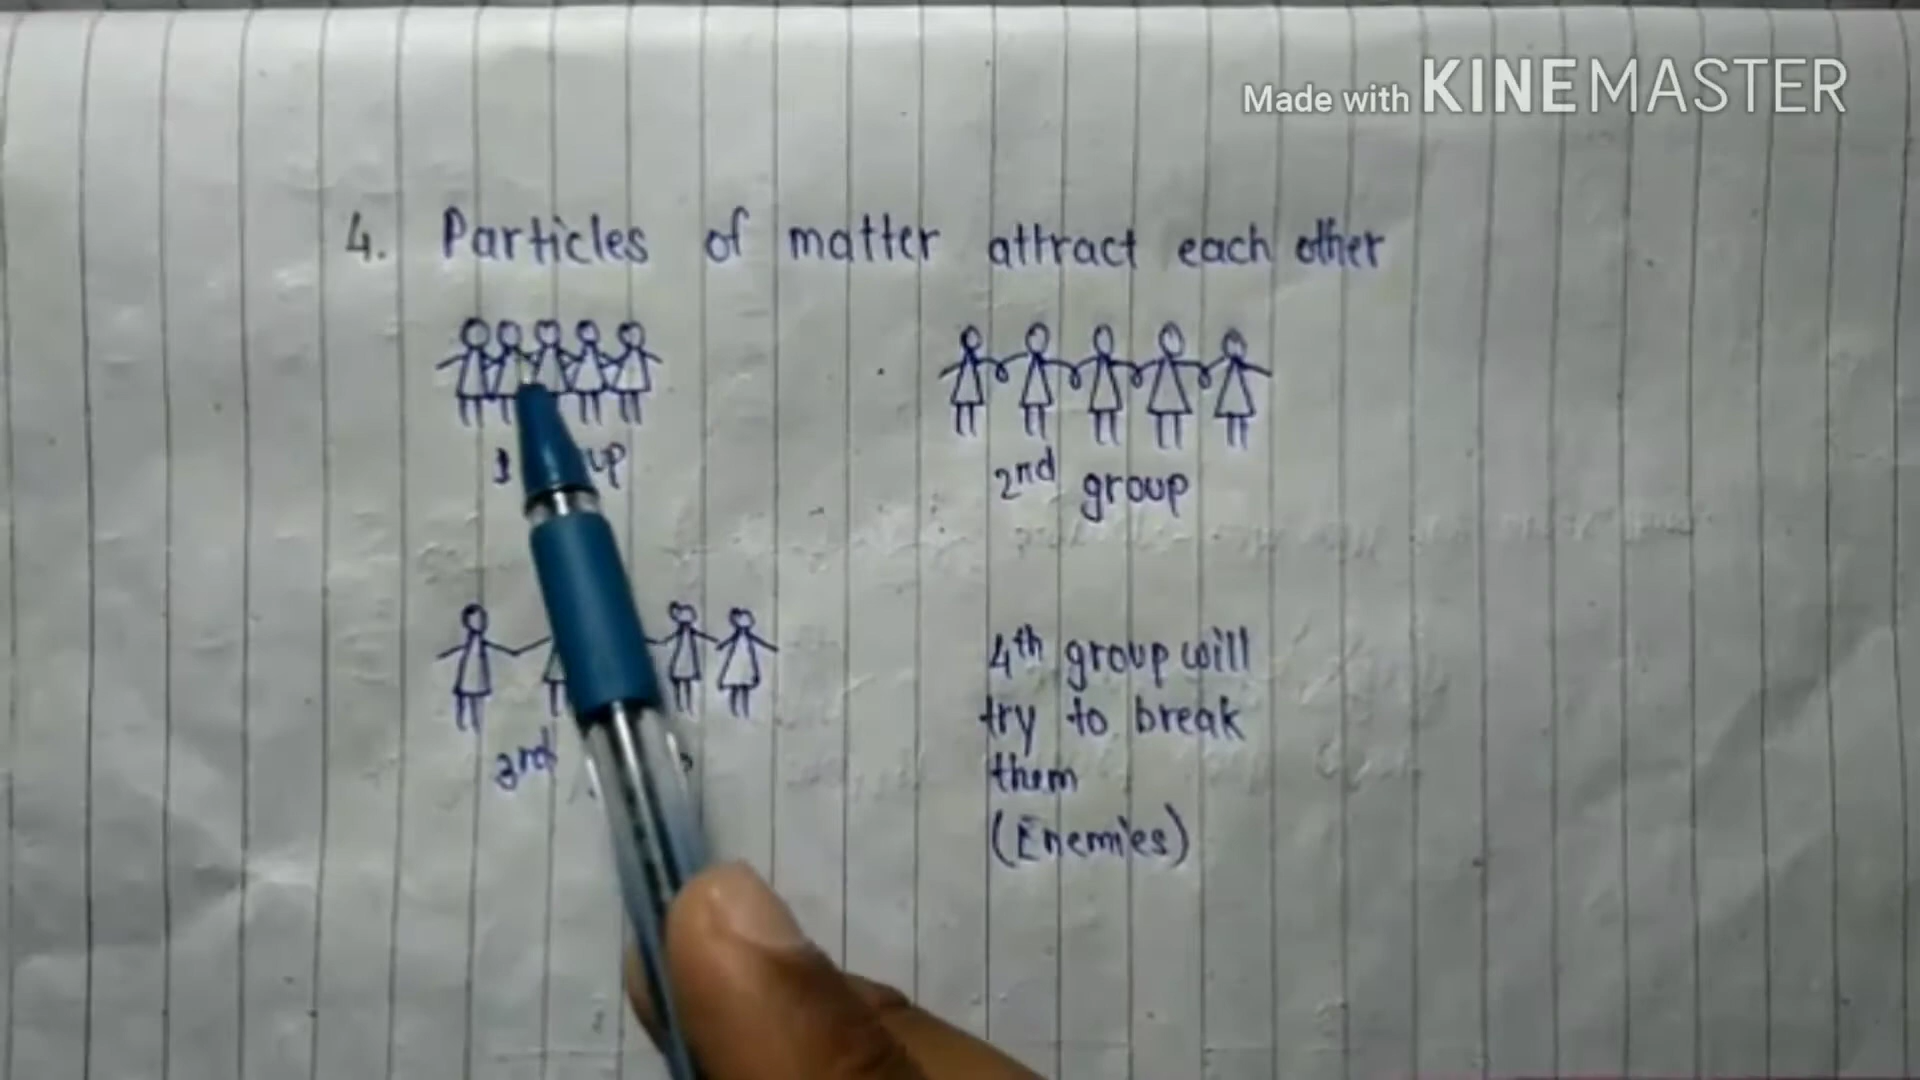 Made with KINEMASTER
4. Particles of matter attract each other
2nd group
3rd
4th group will
try to break
them
(Enemies)